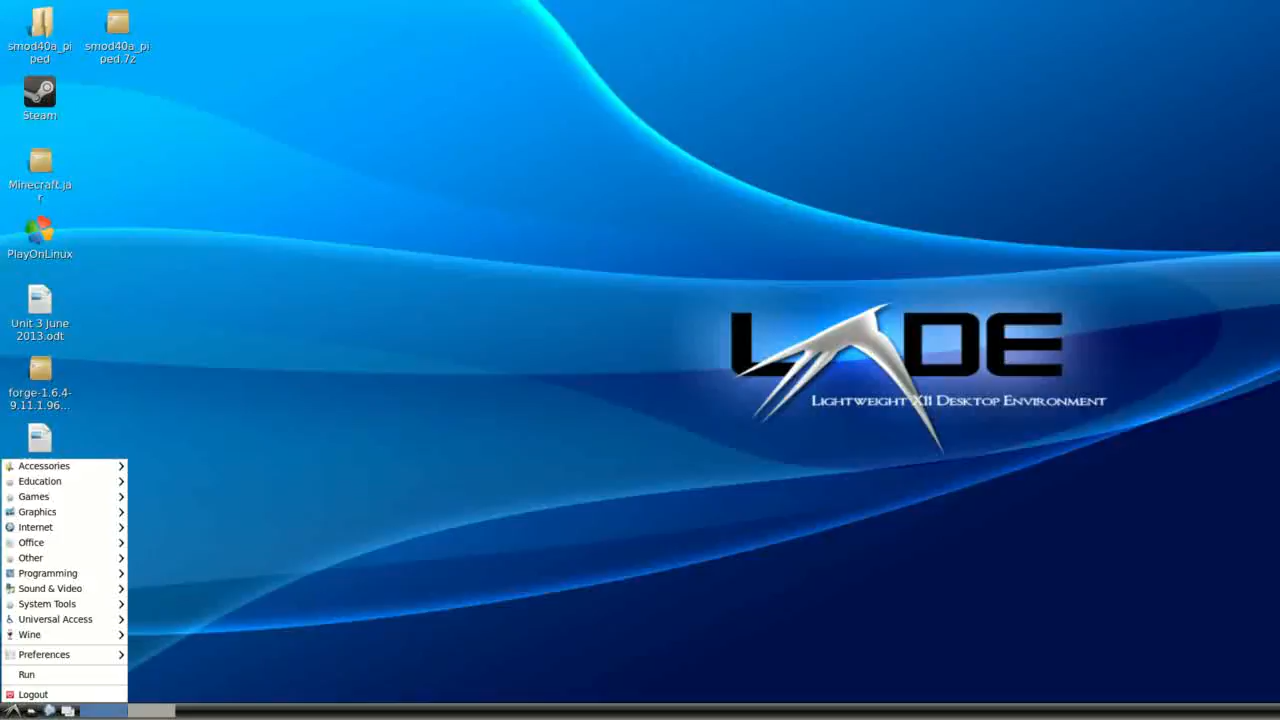 smod40a_pi
ped
smod40a_pi
ped.7z
Steam
Minecraft.ja
r
PlayOnLinux
Unit 3 June
2013.odt
forge-1.6.4-
9.11.1.96...
Accessories
Education
Games
Graphics
Internet
Office
Other
Programming
Sound & Video
System Tools
Universal Access
Wine
Preferences
Run
Logout
LXDE
Lightweight X11 Desktop Environment